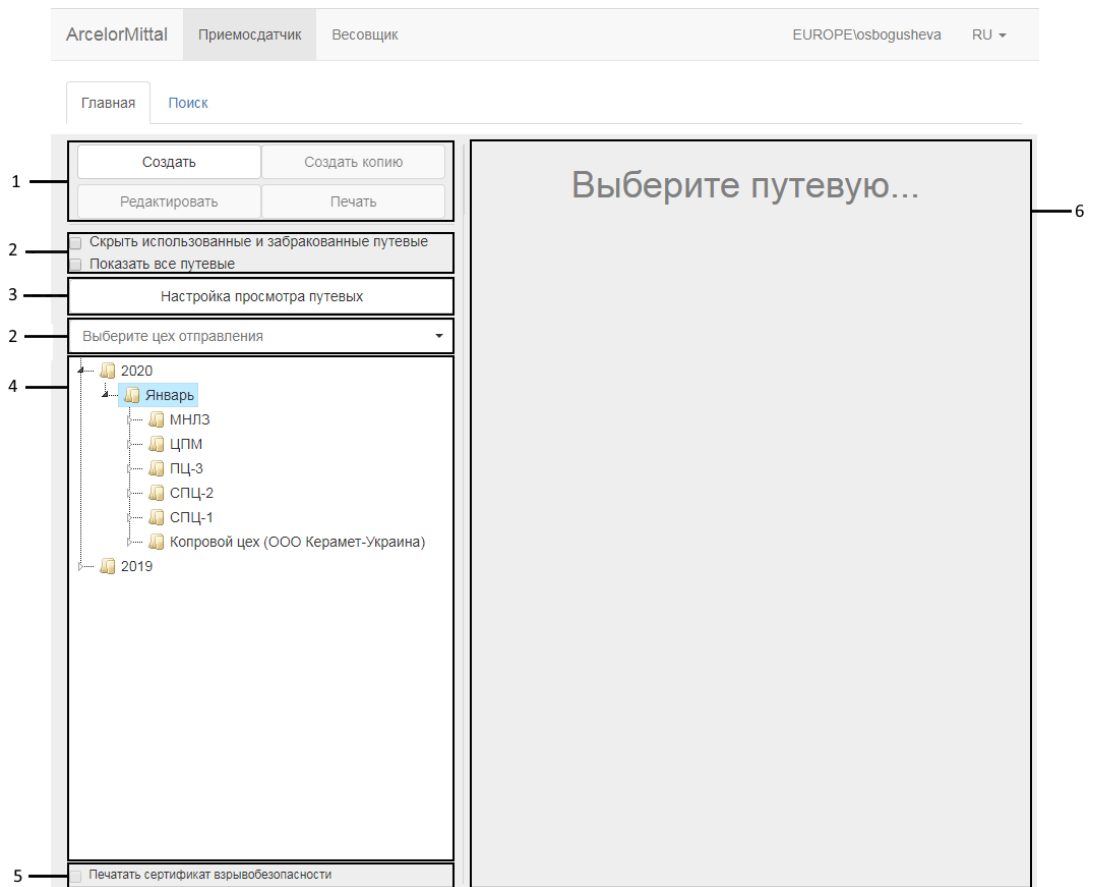 ArcelorMittal Приемосдатчик Весовщик EUROPE\osbogusheva RU
Главная Поиск
Создать Создать копию
1
Редактировать Печать
Выберите путевую...
6
2
Скрыть использованные и забракованные путевые
Показать все путевые
3 Настройка просмотра путевых
2 Выберите цех отправления
4
2020
Январь
МНЛЗ
ЦПМ
ПЦ-3
СПЦ-2
СПЦ-1
Копровой цех (ООО Керамет-Украина)
2019
5 Печатать сертификат взрывобезопасности